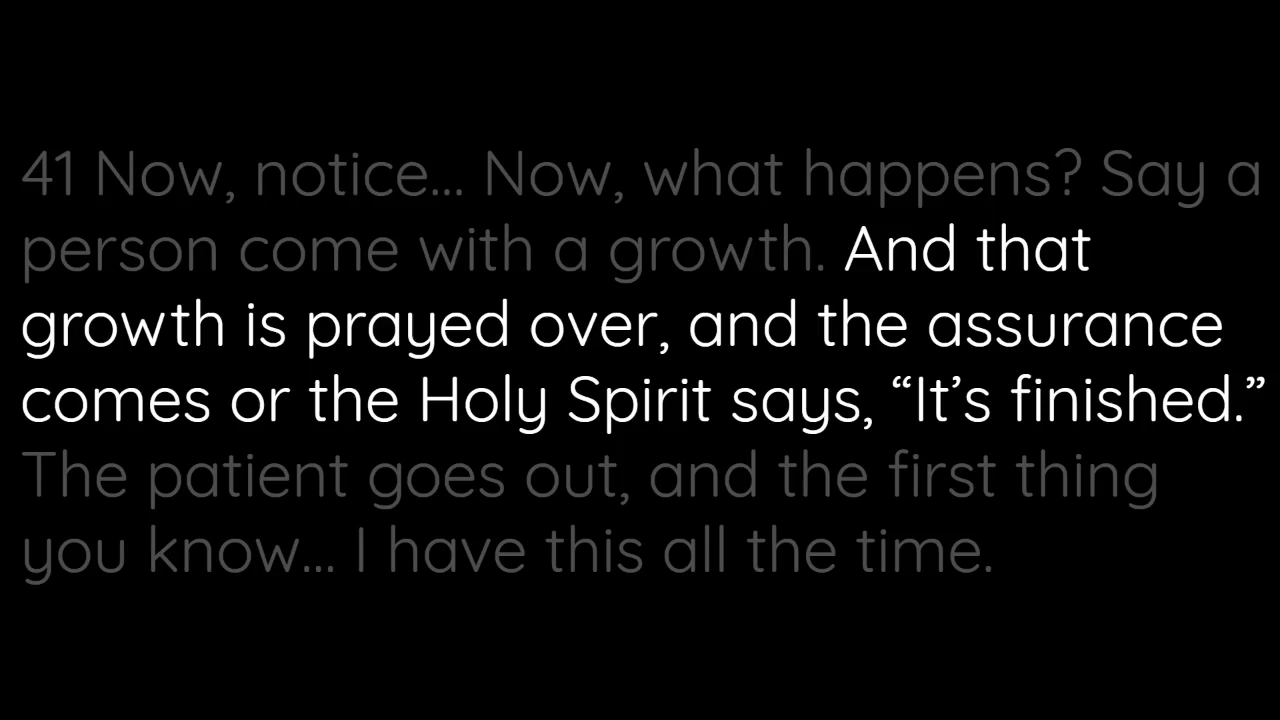 41 Now, notice... Now, what happens? Say a
person come with a growth. And that
growth is prayed over, and the assurance
comes or the Holy Spirit says, “It’s finished.”
The patient goes out, and the first thing
you know... I have this all the time.